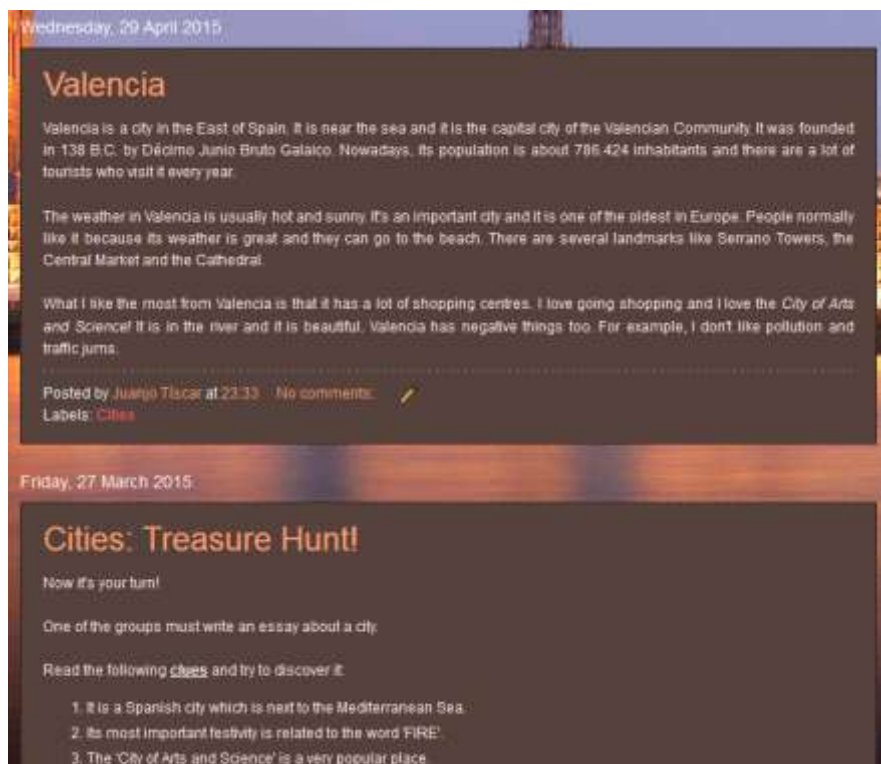 Wednesday, 29 April 2015
Valencia
Valencia is a city in the East of Spain. It is near the sea and it is the capital city of the Valencian Community. It was founded
in 138 B.C. by Décimo Junio Bruto Galaico. Nowadays, its population is about 786.424 inhabitants and there are a lot of
tourists who visit it every year.
The weather in Valencia is usually hot and sunny. It's an important city and it is one of the oldest in Europe. People normally
like it because its weather is great and they can go to the beach. There are several landmarks like Serrano Towers, the
Central Market and the Cathedral.
What I like the most from Valencia is that it has a lot of shopping centres. I love going shopping and I love the City of Arts
and Science! It is in the river and it is beautiful. Valencia has negative things too. For example, I don't like pollution and
traffic jums.
Posted by Juanjo Tíscar at 23:33 No comments:
Labels: Cities
Friday, 27 March 2015
Cities: Treasure Hunt!
Now it's your turn!
One of the groups must write an essay about a city.
Read the following clues and try to discover it:
1. It is a Spanish city which is next to the Mediterranean Sea.
2. Its most important festivity is related to the word 'FIRE'.
3. The 'City of Arts and Science' is a very popular place.